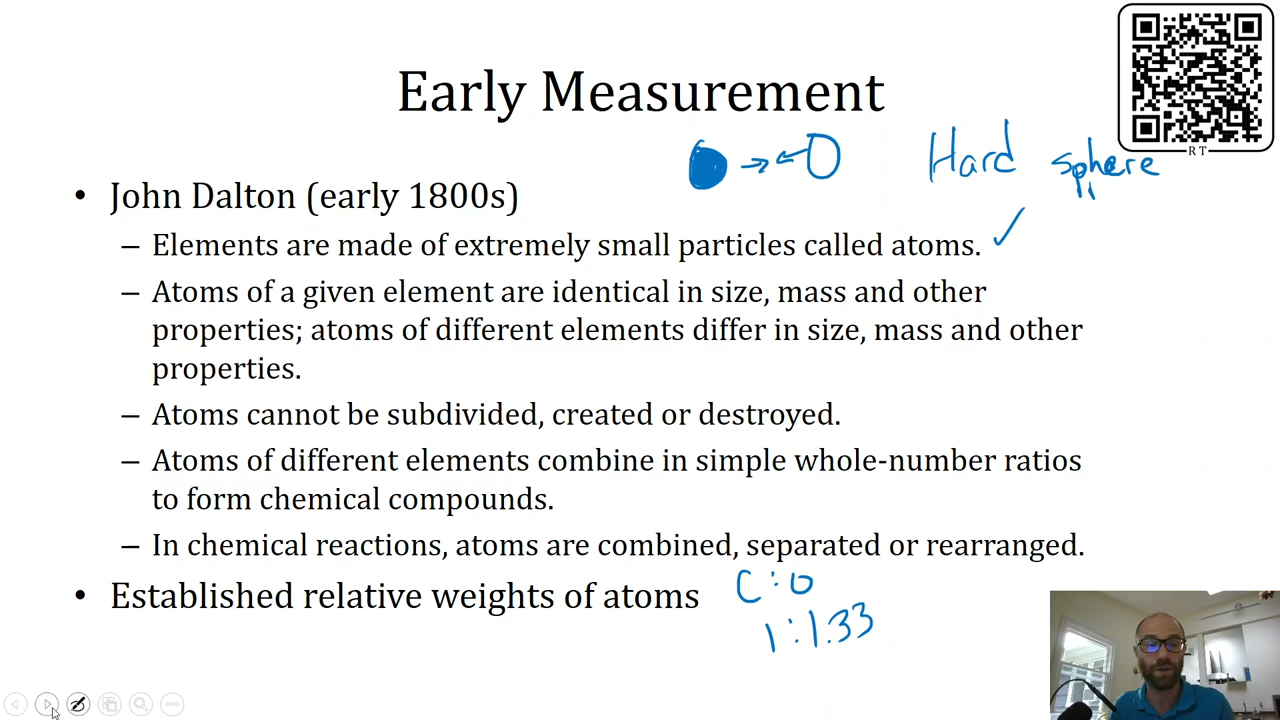 Early Measurement
R T
Hard sphere
• John Dalton (early 1800s)
– Elements are made of extremely small particles called atoms. ✓
– Atoms of a given element are identical in size, mass and other
properties; atoms of different elements differ in size, mass and other
properties.
– Atoms cannot be subdivided, created or destroyed.
– Atoms of different elements combine in simple whole-number ratios
to form chemical compounds.
– In chemical reactions, atoms are combined, separated or rearranged.
• Established relative weights of atoms
C : O
1 : 1.33